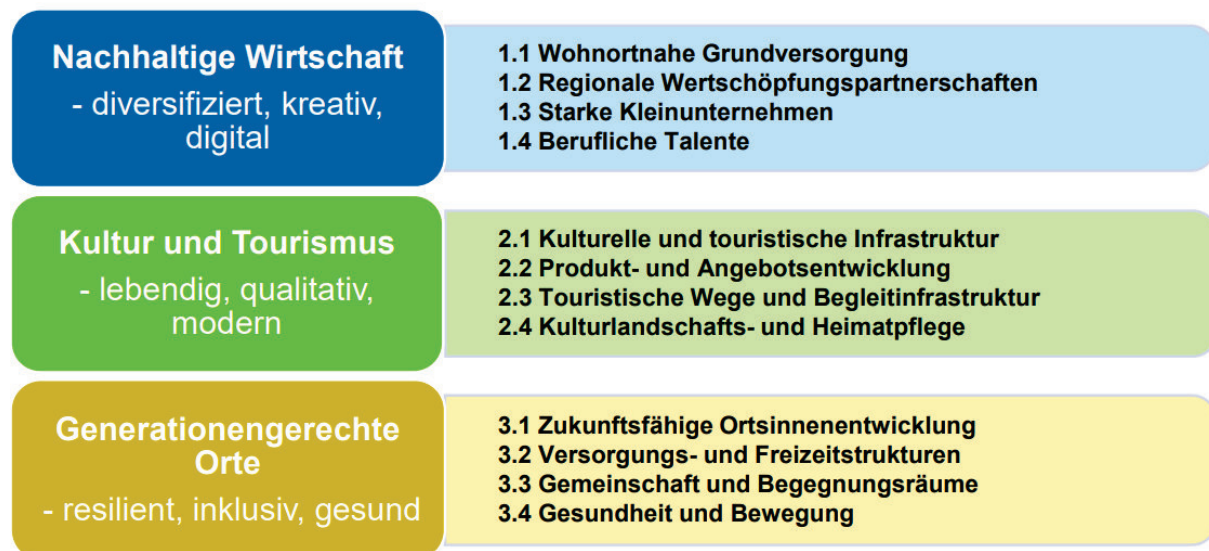 Nachhaltige Wirtschaft
- diversifiziert, kreativ,
digital
1.1 Wohnortnahe Grundversorgung
1.2 Regionale Wertschöpfungspartnerschaften
1.3 Starke Kleinunternehmen
1.4 Berufliche Talente
Kultur und Tourismus
- lebendig, qualitativ,
modern
2.1 Kulturelle und touristische Infrastruktur
2.2 Produkt- und Angebotsentwicklung
2.3 Touristische Wege und Begleitinfrastruktur
2.4 Kulturlandschafts- und Heimatpflege
Generationengerechte
Orte
- resilient, inklusiv, gesund
3.1 Zukunftsfähige Ortsinnenentwicklung
3.2 Versorgungs- und Freizeitstrukturen
3.3 Gemeinschaft und Begegnungsräume
3.4 Gesundheit und Bewegung